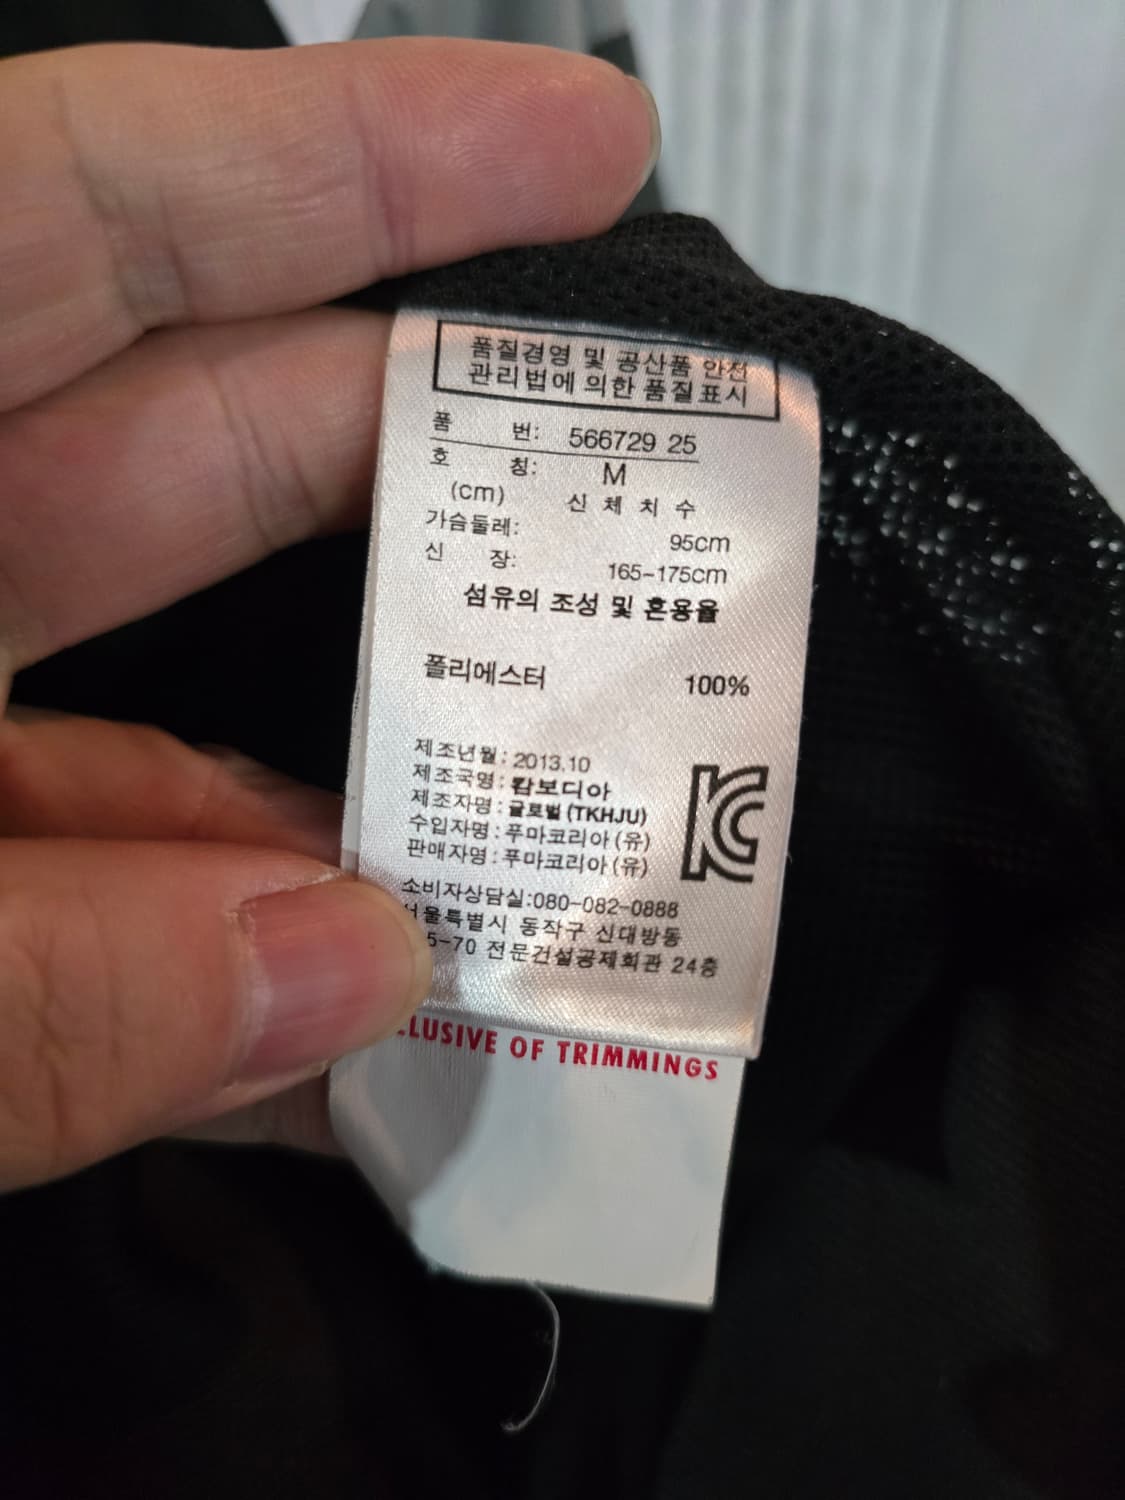 품질경영 및 공산품 안전
관리법에 의한 품질표시
품 번: 566729 25
호 칭: M
(cm) 신 체 치 수
가슴둘레: 95cm
신 장: 165-175cm
섬유의 조성 및 혼용율
폴리에스터 100%
제조년월: 2013.10
제조국명: 캄보디아
제조자명: 글로벌 (TKHJU)
수입자명: 푸마코리아 (유)
판매자명: 푸마코리아 (유)
소비자상담실:080-082-0888
서울특별시 동작구 신대방동
5-70 전문건설공제회관 24층
LUSIVE OF TRIMMINGS